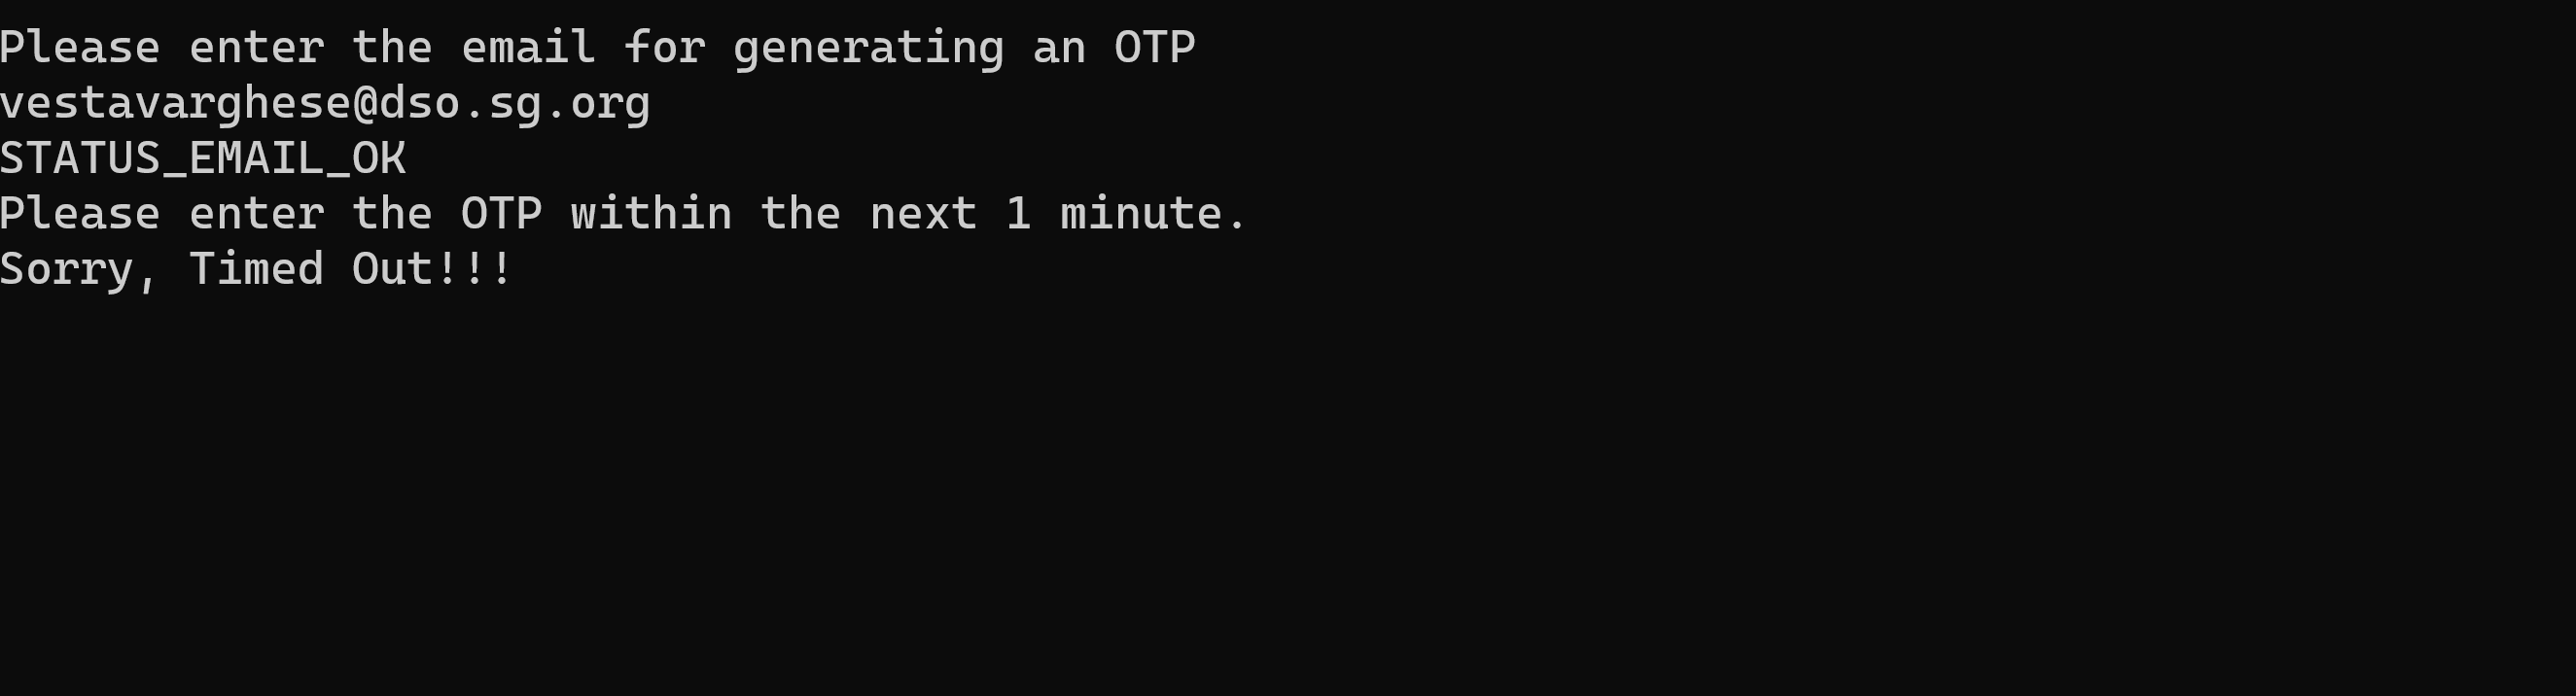 Please enter the email for generating an OTP
vestavarghese@dso.sg.org
STATUS_EMAIL_OK
Please enter the OTP within the next 1 minute.
Sorry, Timed Out!!!